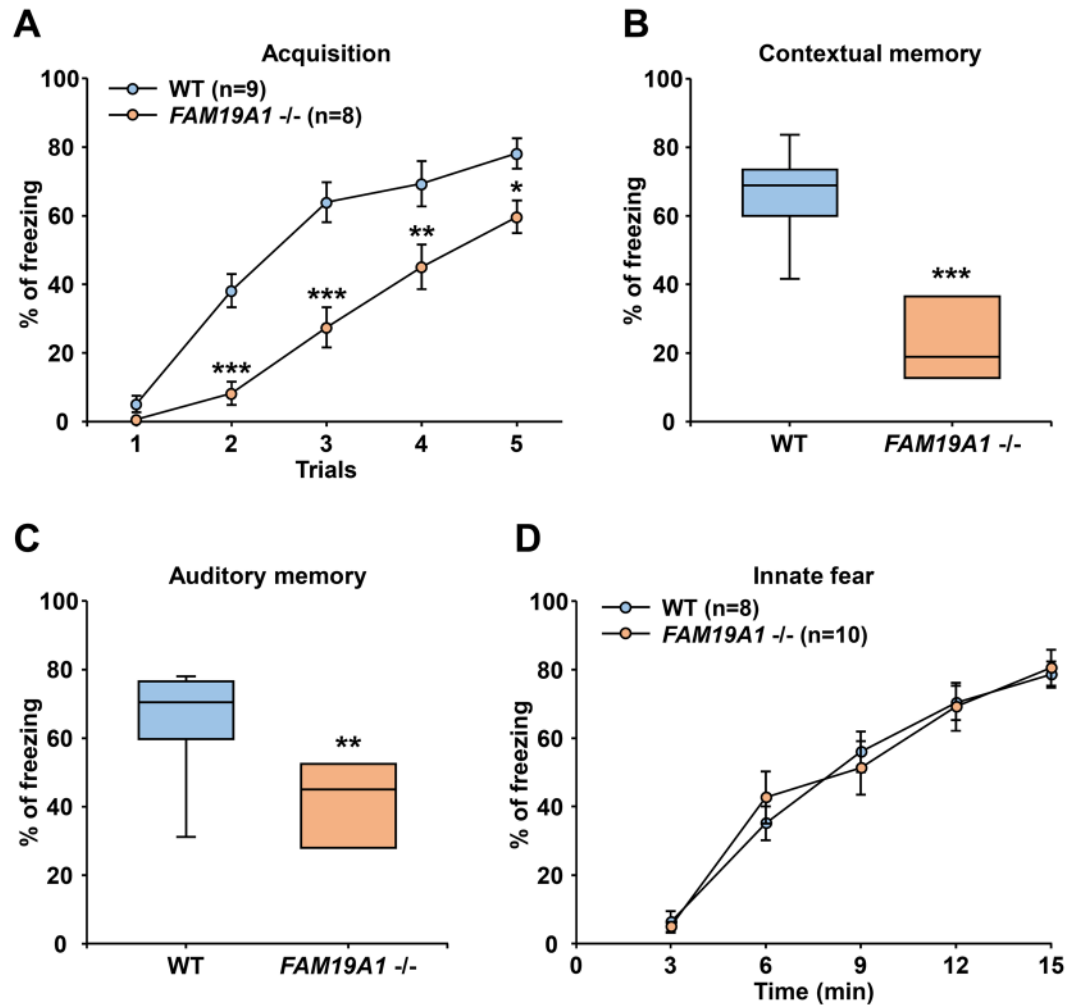 A
Acquisition
WT (n=9)
FAM19A1 -/- (n=8)
% of freezing
100
80
60
40
20
0
***
***
**
*
1 2 3 4 5
Trials
B
Contextual memory
% of freezing
100
80
60
40
20
0
***
WT FAM19A1 -/-
C
Auditory memory
% of freezing
100
80
60
40
20
0
**
WT FAM19A1 -/-
D
Innate fear
WT (n=8)
FAM19A1 -/- (n=10)
% of freezing
100
80
60
40
20
0
0 3 6 9 12 15
Time (min)